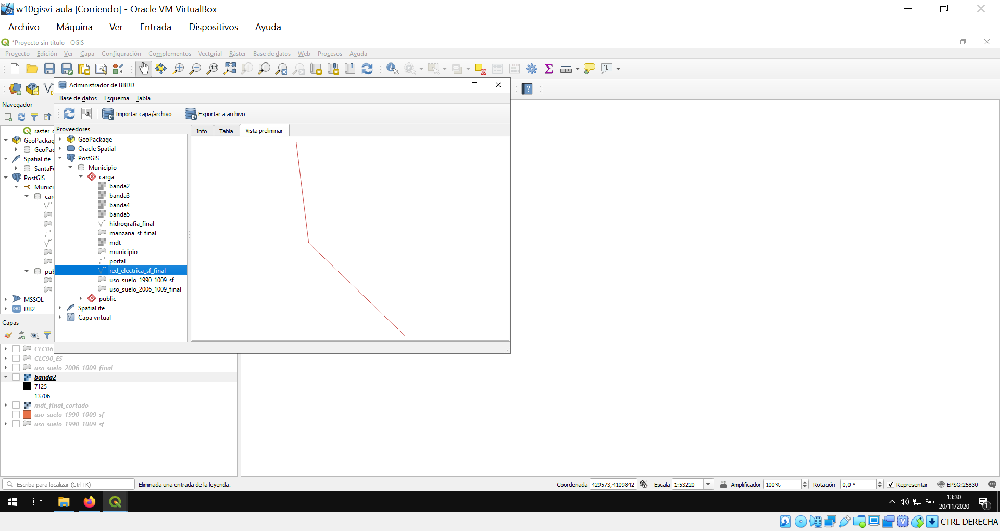 w10gisvi_aula [Corriendo] - Oracle VM VirtualBox
Archivo Máquina Ver Entrada Dispositivos Ayuda
*Proyecto sin título - QGIS
Proyecto Edición Ver Capa Configuración Complementos Vectorial Ráster Base de datos Web Procesos Ayuda
Administrador de BBDD
Base de datos Esquema Tabla
Importar capa/archivo... Exportar a archivo...
Navegador
raster_c
GeoPackag
GeoPac
SpatiaLite
SantaFe
PostGIS
Munici
carg
pub
MSSQL
DB2
Proveedores
GeoPackage
Oracle Spatial
PostGIS
Municipio
carga
banda2
banda3
banda4
banda5
hidrografia_final
manzana_sf_final
mdt
municipio
portal
red_electrica_sf_final
uso_suelo_1990_1009_sf
uso_suelo_2006_1009_final
public
SpatiaLite
Capa virtual
Info Tabla Vista preliminar
Capas
CLC06_
CLC90_ES
uso_suelo_2006_1009_final
banda2
7125
13706
mdt_final_cortado
uso_suelo_1990_1009_sf
uso_suelo_1990_1009_sf
Escriba para localizar (Ctrl+K) Eliminada una entrada de la leyenda. Coordenada 429573,4109842 Escala 1:53220 Amplificador 100% Rotación 0,0 ° Representar EPSG:25830
13:30
20/11/2020
1
CTRL DERECHA